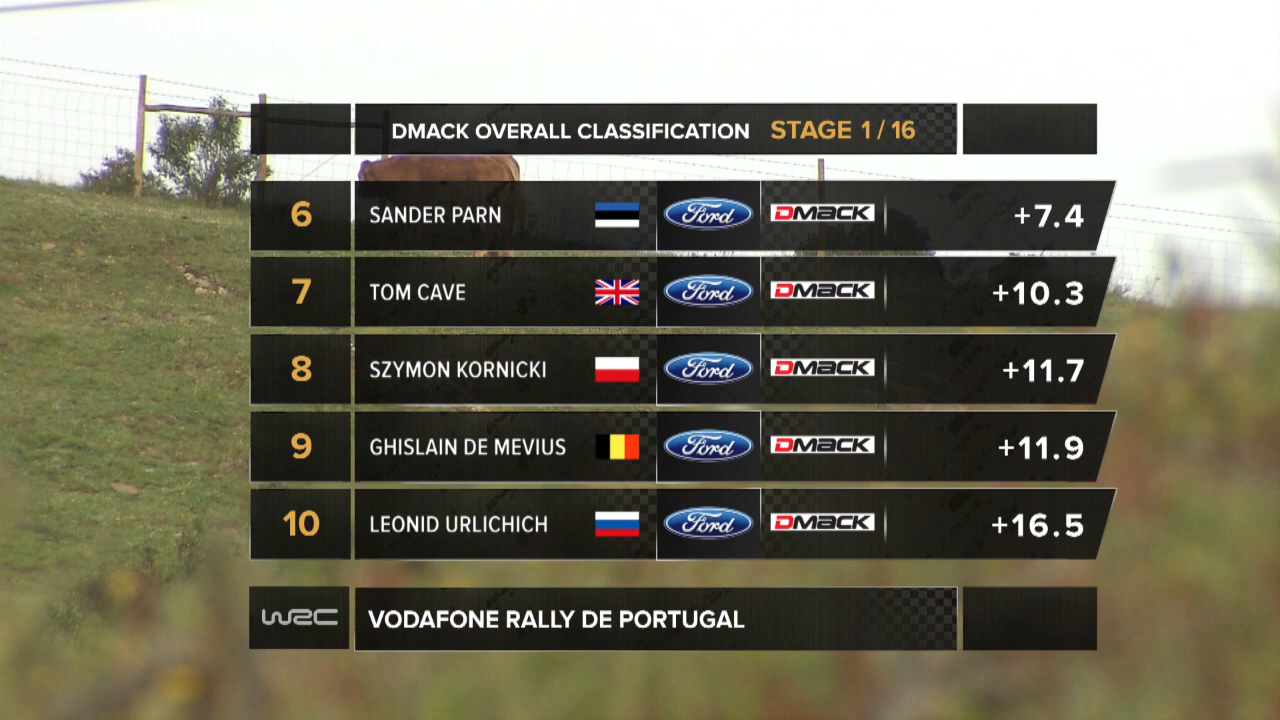 DMACK OVERALL CLASSIFICATION STAGE 1 / 16
6 SANDER PARN Ford DMACK +7.4
7 TOM CAVE Ford DMACK +10.3
8 SZYMON KORNICKI Ford DMACK +11.7
9 GHISLAIN DE MEVIUS Ford DMACK +11.9
10 LEONID URLICHICH Ford DMACK +16.5
WRC VODAFONE RALLY DE PORTUGAL